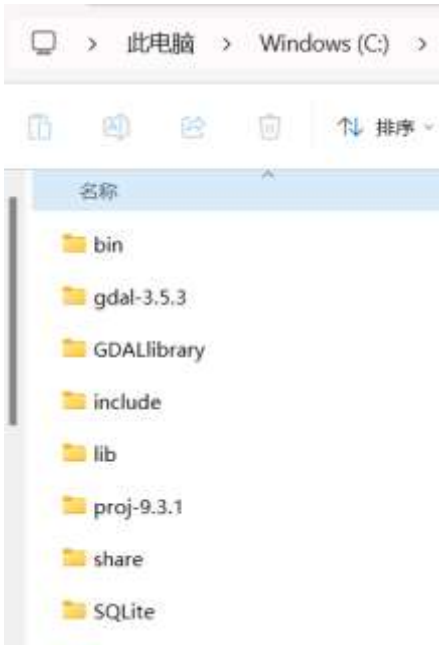 此电脑 > Windows (C:) >
排序
名称
bin
gdal-3.5.3
GDALlibrary
include
lib
proj-9.3.1
share
SQLite